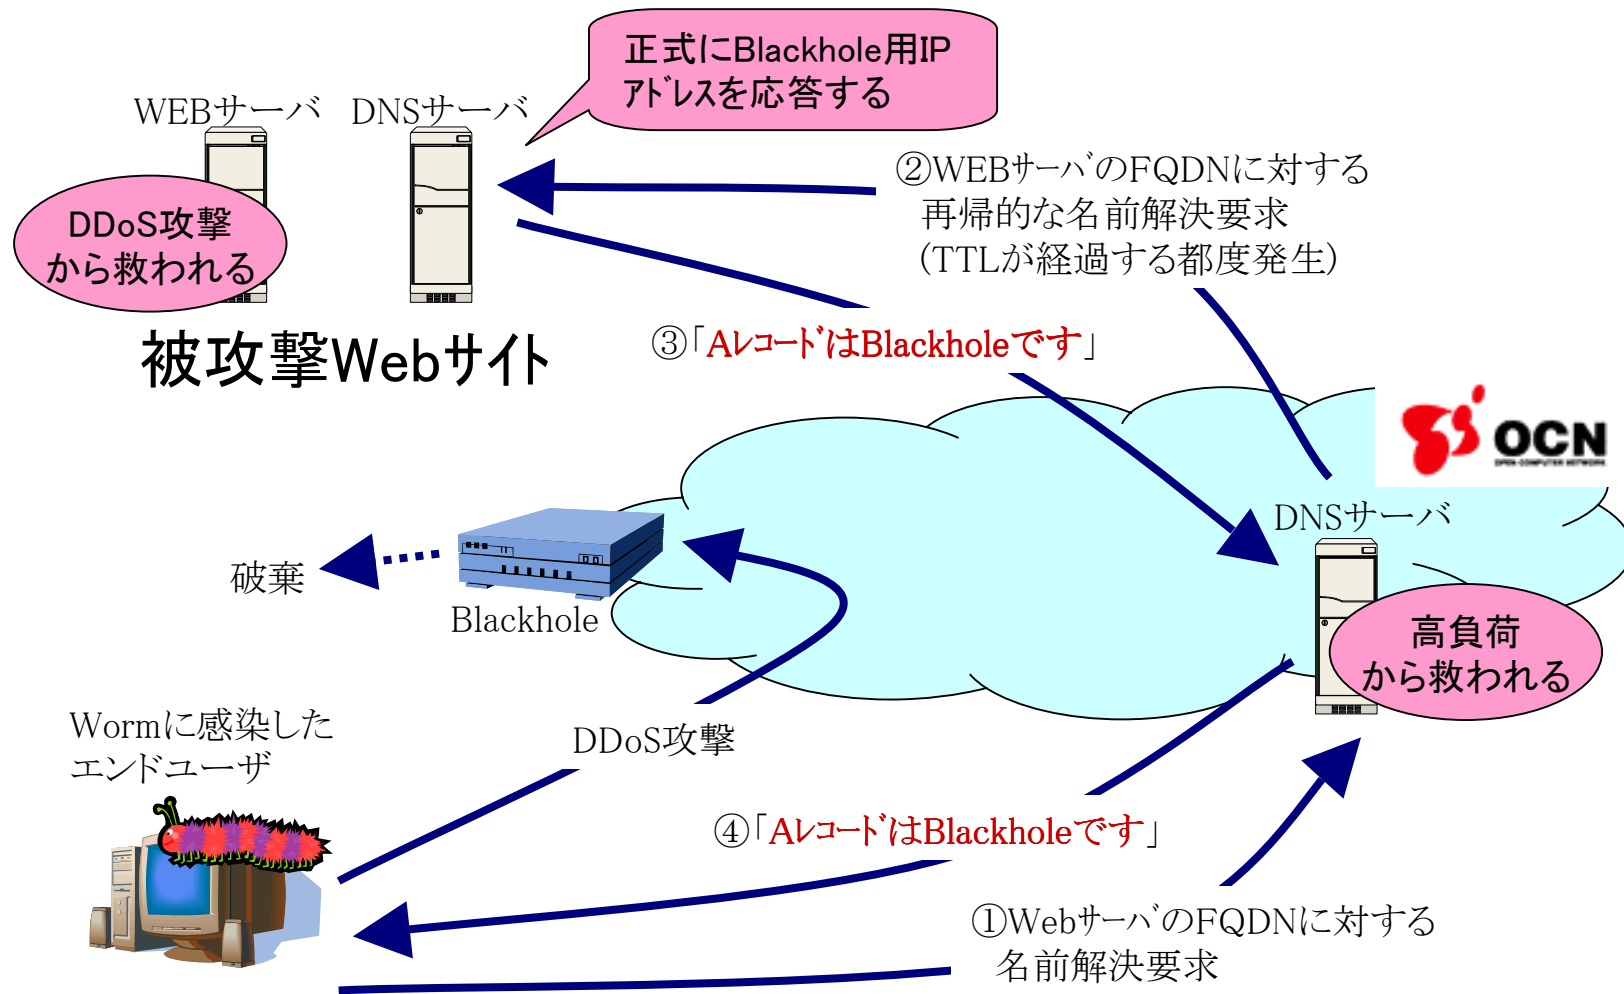 正式にBlackhole用IP
アドレスを応答する
WEBサーバ
DNSサーバ
DDoS攻撃
から救われる
被攻撃Webサイト
②WEBサーバのFQDNに対する
再帰的な名前解決要求
（TTLが経過する都度発生）
③「AレコードはBlackholeです」
OCN
OPEN COMPUTER NETWORK
DNSサーバ
高負荷
から救われる
破棄
Blackhole
Wormに感染した
エンドユーザ
DDoS攻撃
④「AレコードはBlackholeです」
①WebサーバのFQDNに対する
名前解決要求